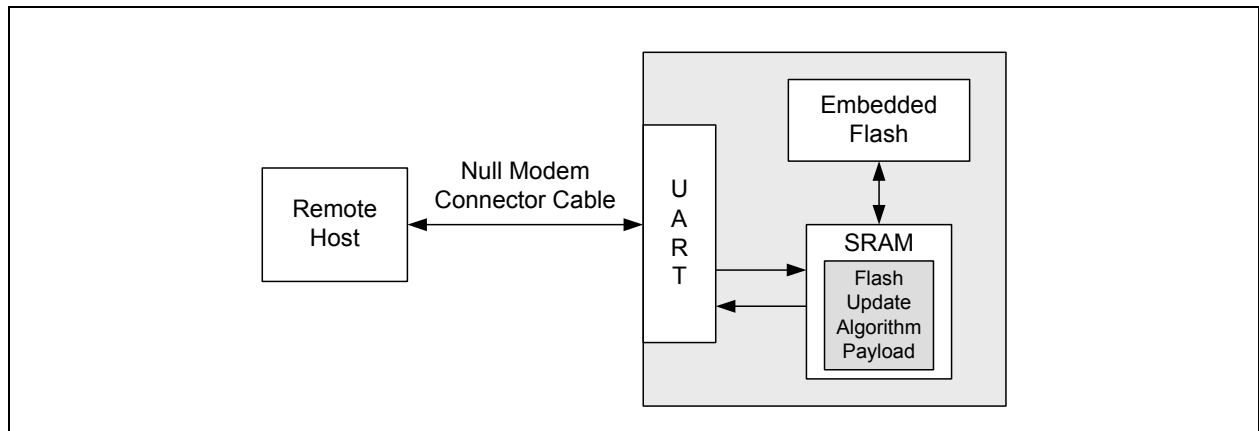 Remote
Host
Null Modem
Connector Cable
U
A
R
T
Embedded
Flash
SRAM
Flash
Update
Algorithm
Payload